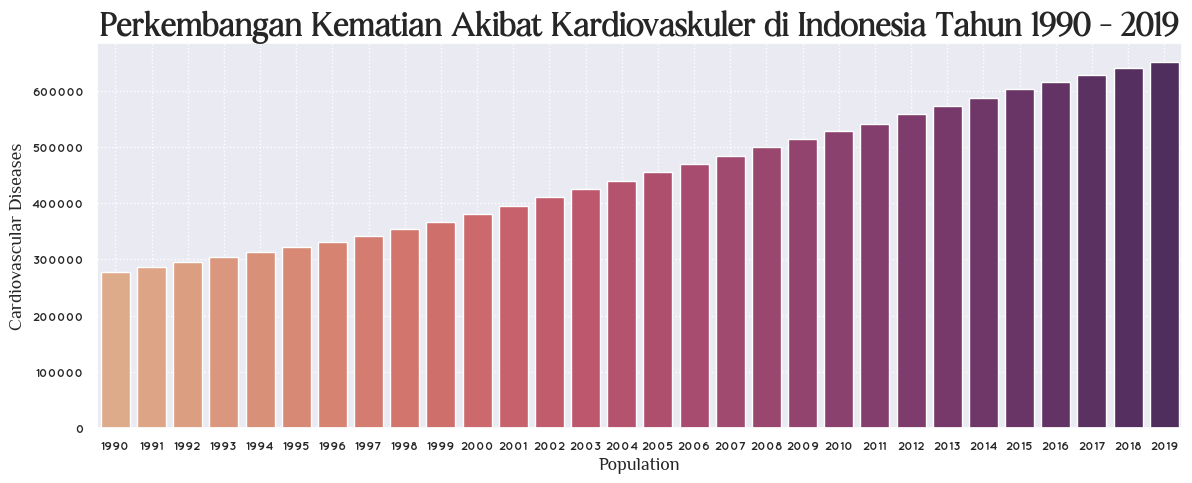 Perkembangan Kematian Akibat Kardiovaskuler di Indonesia Tahun 1990 - 2019
Cardiovascular Diseases
600000
500000
400000
300000
200000
100000
0
1990 1991 1992 1993 1994 1995 1996 1997 1998 1999 2000 2001 2002 2003 2004 2005 2006 2007 2008 2009 2010 2011 2012 2013 2014 2015 2016 2017 2018 2019
Population